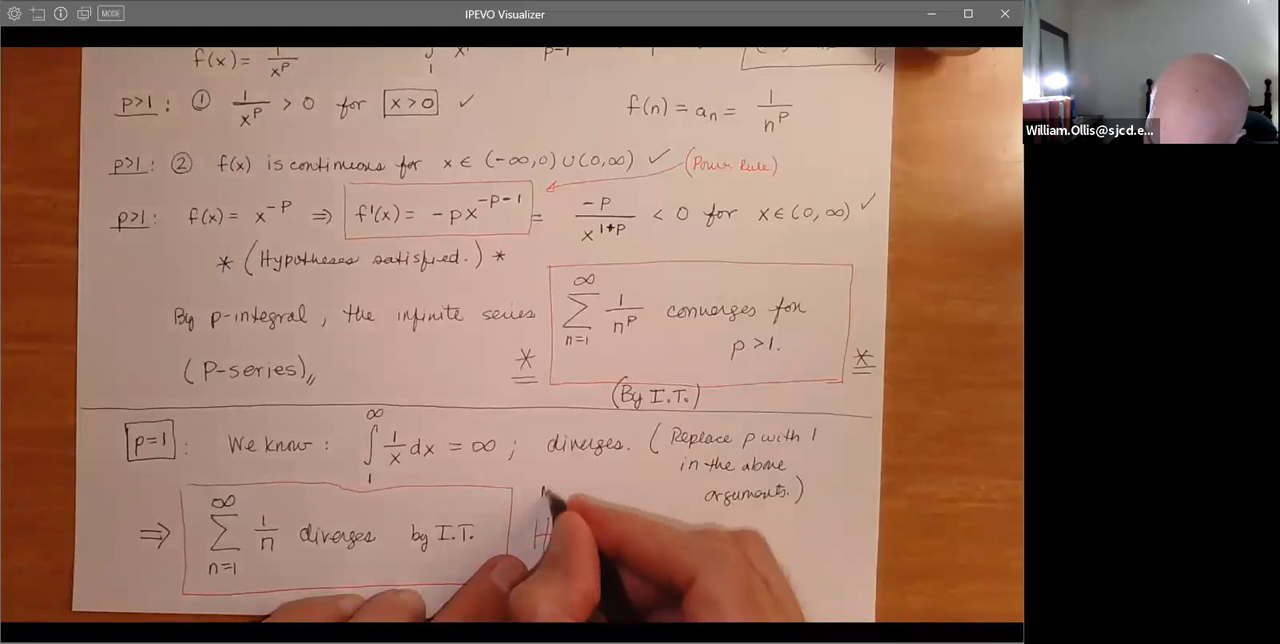 MODE
IPEVO Visualizer
William.Ollis@sjcd.e...
f(x) = 1/x^p
p>1 : ① 1/x^p > 0 for x > 0 ✓
f(n) = a_n = 1/n^p
p>1 : ② f(x) is continuous for x ∈ (-∞,0) ∪ (0,∞) ✓ (Power Rule)
p>1 : f(x) = x^-p ⇒ f'(x) = -px^-p-1 = -p/x^1+p < 0 for x ∈ (0,∞) ✓
* (Hypotheses satisfied.) *
By p-integral, the infinite series
∑ n=1 ∞ 1/n^p converges for
p >1.
(P-series)
(By I.T.)
p=1 : We know : ∫ 1 ∞ 1/x dx = ∞ ; diverges. (Replace p with 1
in the above
arguments.)
⇒ ∑ n=1 ∞ 1/n diverges by I.T.
H